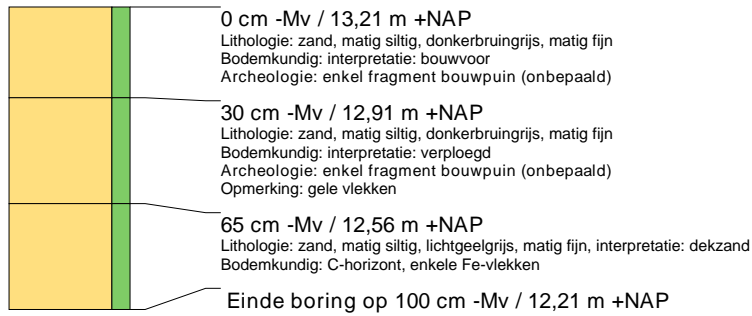 0 cm -Mv / 13,21 m +NAP
Lithologie: zand, matig siltig, donkerbruingrijs, matig fijn
Bodemkundig: interpretatie: bouwvoor
Archeologie: enkel fragment bouwpuin (onbepaald)
30 cm -Mv / 12,91 m +NAP
Lithologie: zand, matig siltig, donkerbruingrijs, matig fijn
Bodemkundig: interpretatie: verploegd
Archeologie: enkel fragment bouwpuin (onbepaald)
Opmerking: gele vlekken
65 cm -Mv / 12,56 m +NAP
Lithologie: zand, matig siltig, lichtgeelgrijs, matig fijn, interpretatie: dekzand
Bodemkundig: C-horizont, enkele Fe-vlekken
Einde boring op 100 cm -Mv / 12,21 m +NAP